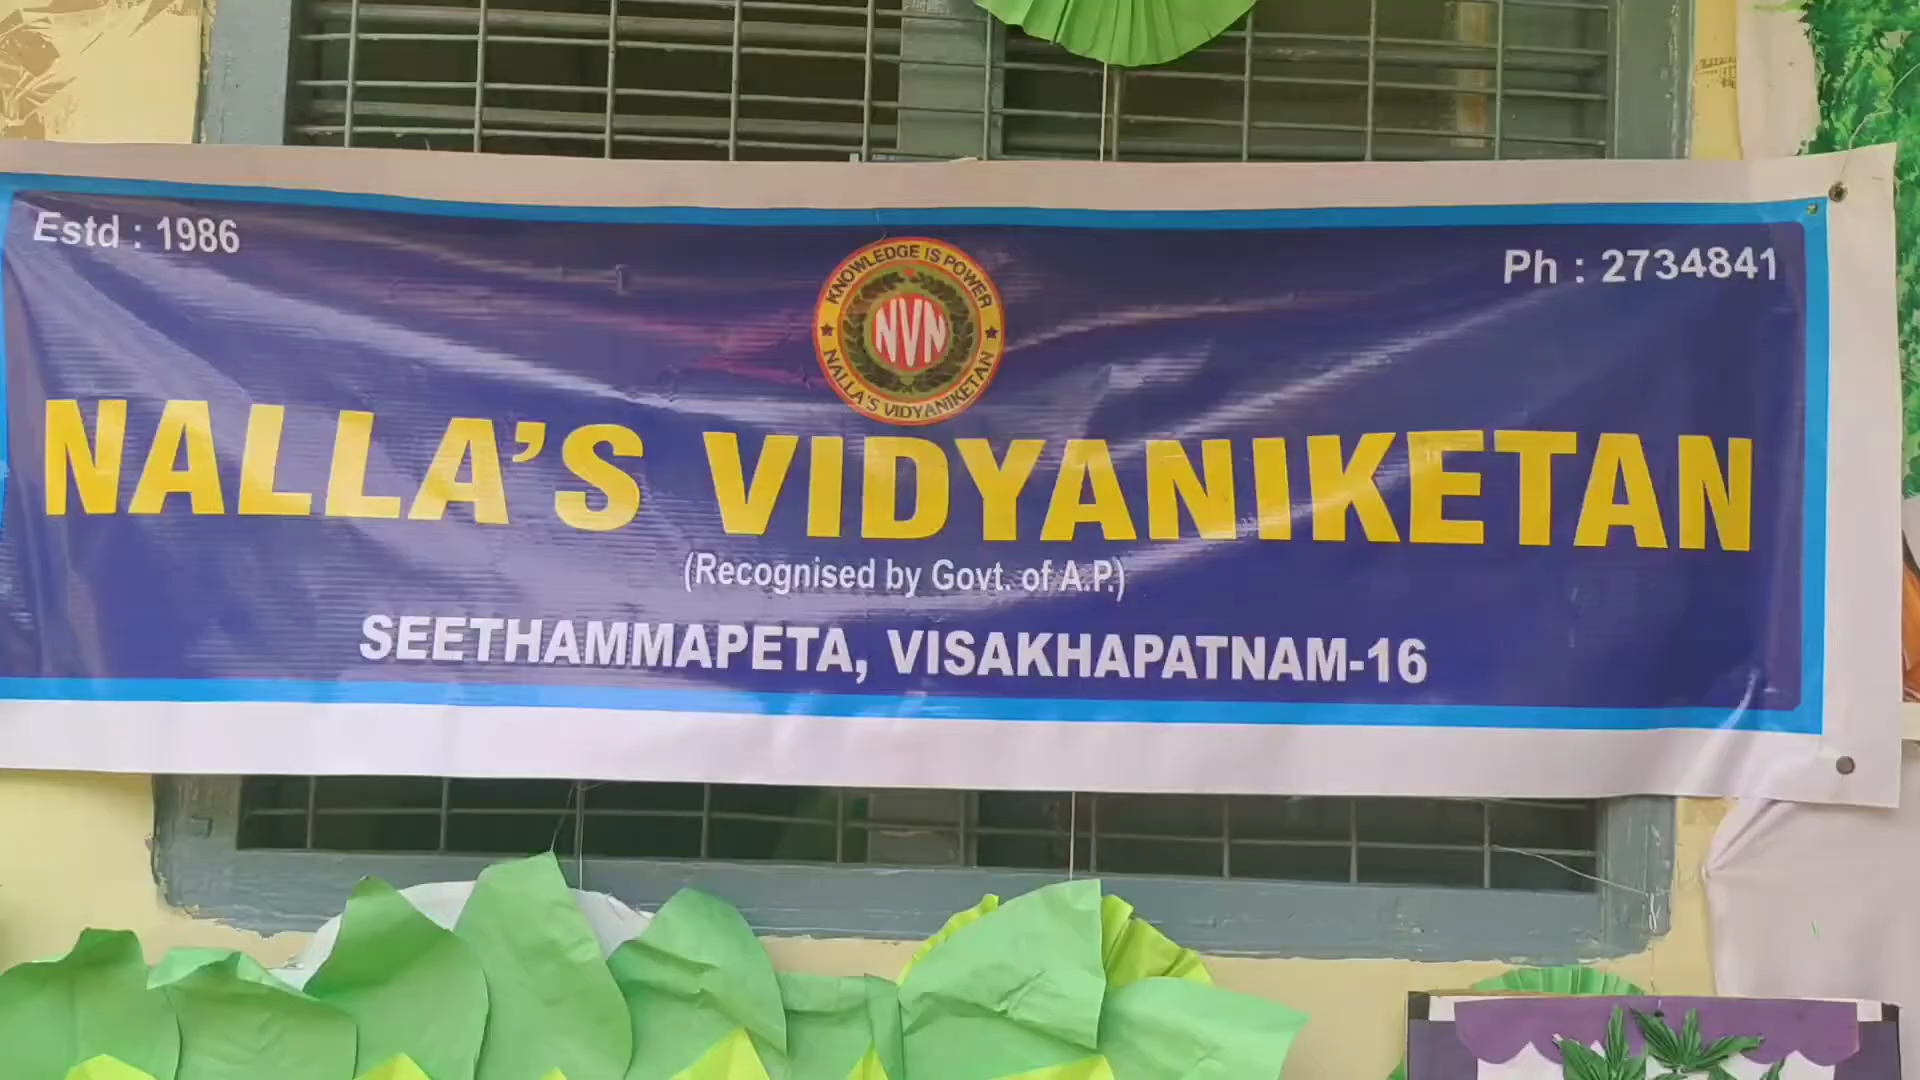 Estd : 1986
Ph : 2734841
KNOWLEDGE IS POWER
NVN
NALLA'S VIDYANIKETAN
NALLA'S VIDYANIKETAN
(Recognised by Govt. of A.P.)
SEETHAMMAPETA, VISAKHAPATNAM-16